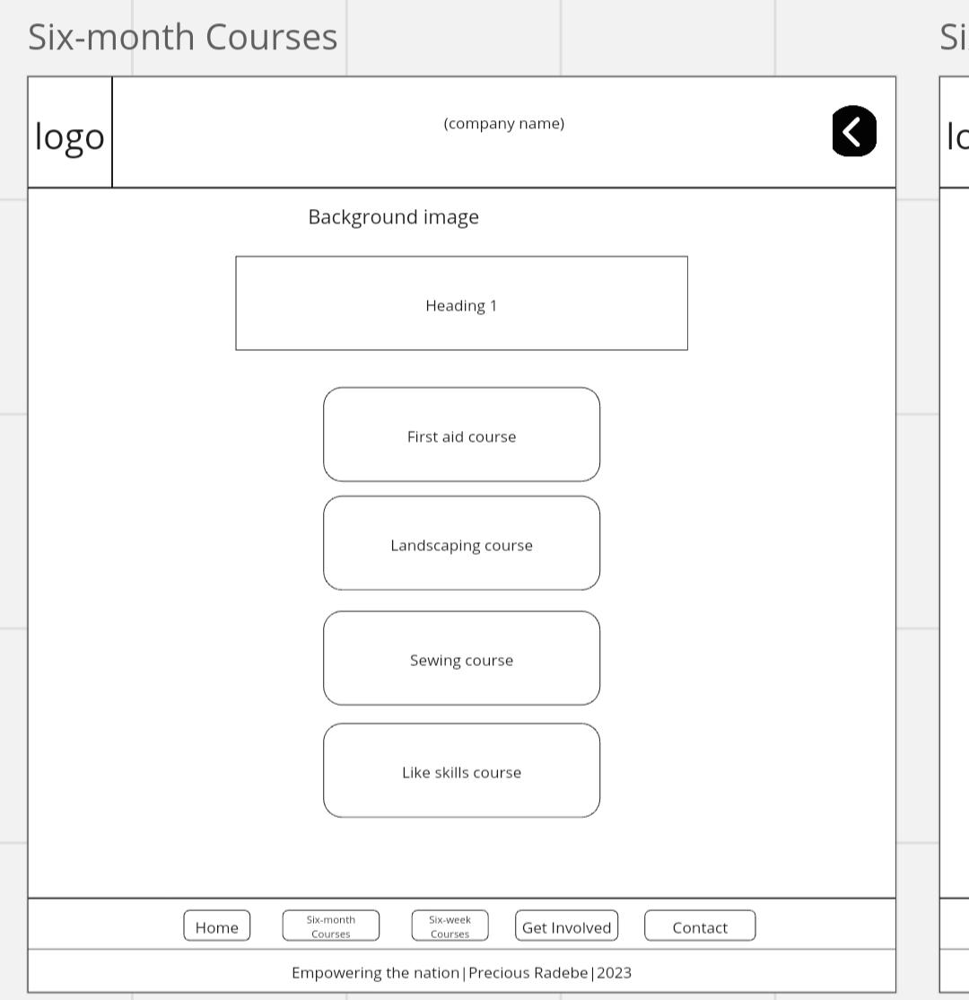 Six-month Courses
Si
logo
(company name)
lo
Background image
Heading 1
First aid course
Landscaping course
Sewing course
Like skills course
Home
Six-month
Courses
Six-week
Courses
Get Involved
Contact
Empowering the nation|Precious Radebe|2023